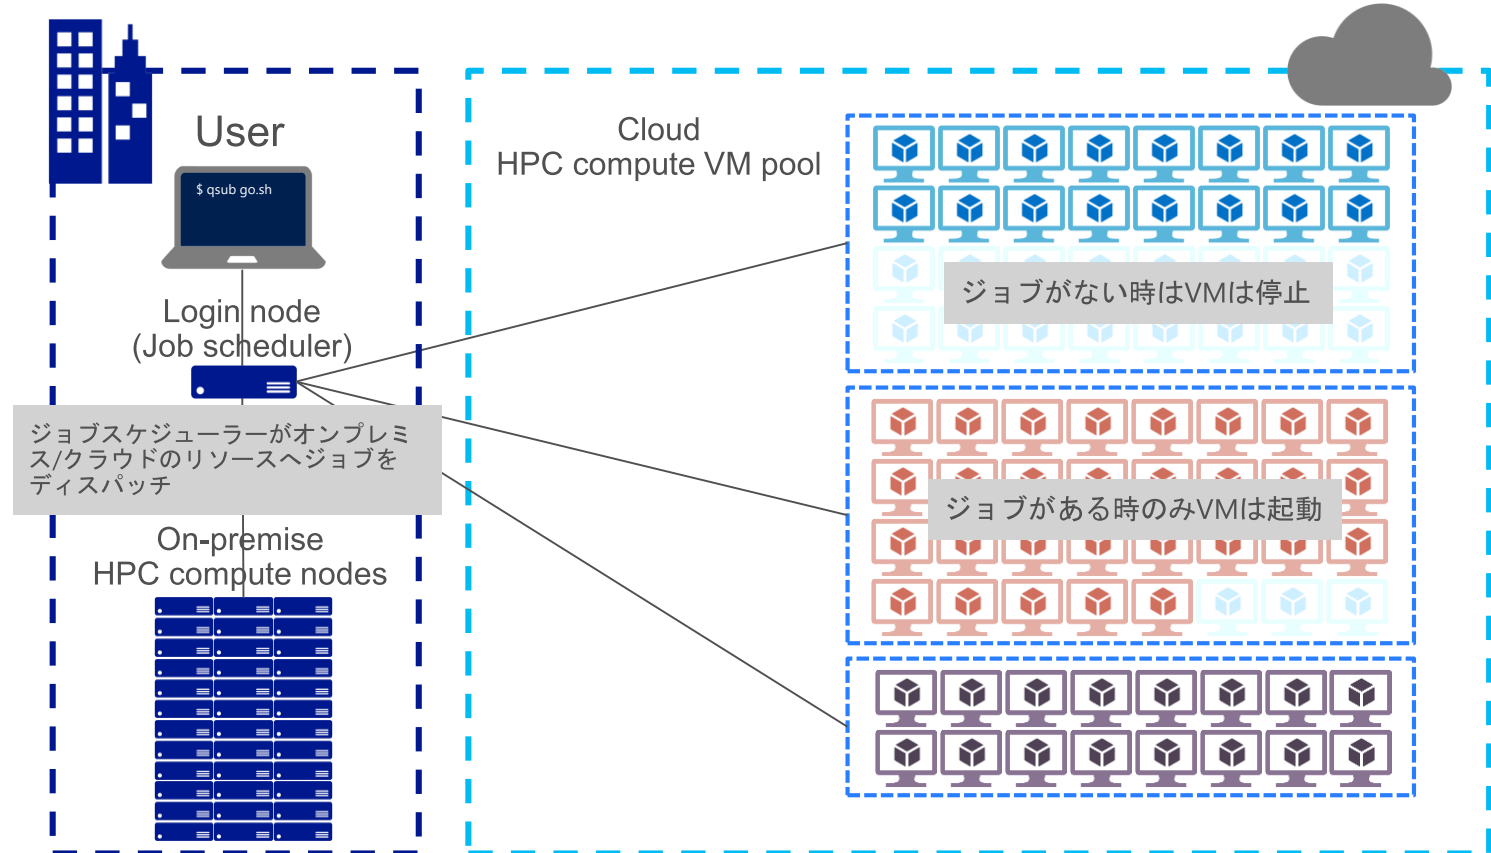 User
$ qsub go.sh
Login node
(Job scheduler)
ジョブスケジューラーがオンプレミ
ス/クラウドのリソースへジョブを
ディスパッチ
On-premise
HPC compute nodes
Cloud
HPC compute VM pool
ジョブがない時はVMは停止
ジョブがある時のみVMは起動